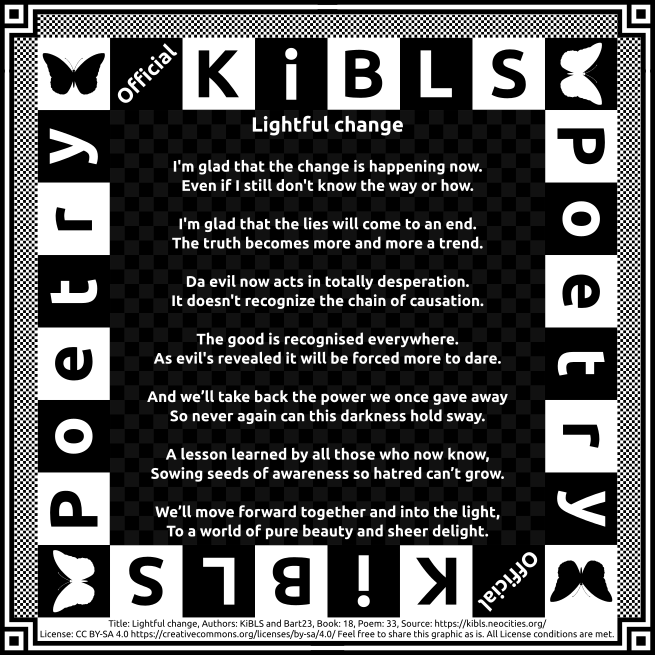 Official KiBLS
Poetry
Poetry
Lightful change
I'm glad that the change is happening now.
Even if I still don't know the way or how.
I'm glad that the lies will come to an end.
The truth becomes more and more a trend.
Da evil now acts in totally desperation.
It doesn't recognize the chain of causation.
The good is recognised everywhere.
As evil's revealed it will be forced more to dare.
And we’ll take back the power we once gave away
So never again can this darkness hold sway.
A lesson learned by all those who now know,
Sowing seeds of awareness so hatred can’t grow.
We’ll move forward together and into the light,
To a world of pure beauty and sheer delight.
Official KiBLS
Title: Lightful change, Authors: KiBLS and Bart23, Book: 18, Poem: 33, Source: https://kibls.neocities.org/
License: CC BY-SA 4.0 https://creativecommons.org/licenses/by-sa/4.0/ Feel free to share this graphic as is. All License conditions are met.